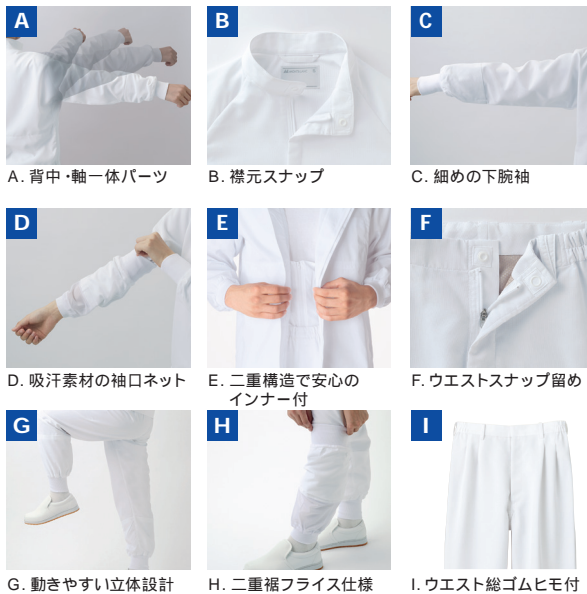 A
B
C
A. 背中・軸一体パーツ
B. 襟元スナップ
C. 細めの下腕袖
D
E
F
D. 吸汗素材の袖口ネット
E. 二重構造で安心の
インナー付
F. ウエストスナップ留め
G
H
I
G. 動きやすい立体設計
H. 二重裾フライス仕様
I. ウエスト総ゴムヒモ付